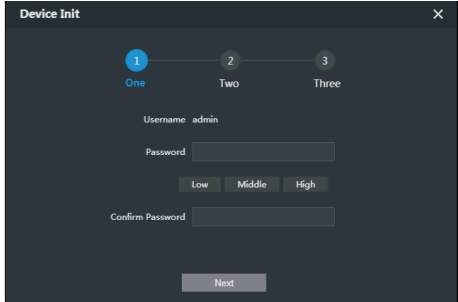 Device Init ×
1 2 3
One Two Three
Username admin
Password
Low Middle High
Confirm Password
Next